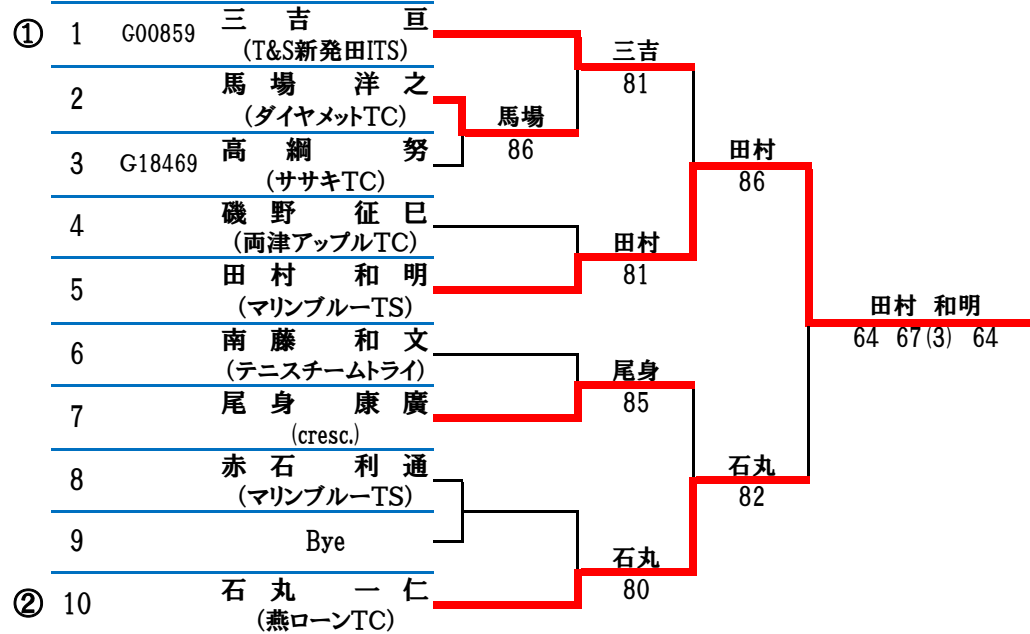 ① 1 G00859 三吉 亘
(T&S新発田ITS)
2 馬場 洋之
(ダイヤメットTC)
3 G18469 高綱 努
(ササキTC)
4 磯野 征巳
(両津アップルTC)
5 田村 和明
(マリンブルーTS)
6 南藤 和文
(テニスチームトライ)
7 尾身 康廣
(cresc.)
8 赤石 利通
(マリンブルーTS)
9 Bye
② 10 石丸 一仁
(燕ローンTC)
馬場
86
三吉
81
田村
81
尾身
85
石丸
80
田村
86
石丸
82
田村 和明
64 67(3) 64